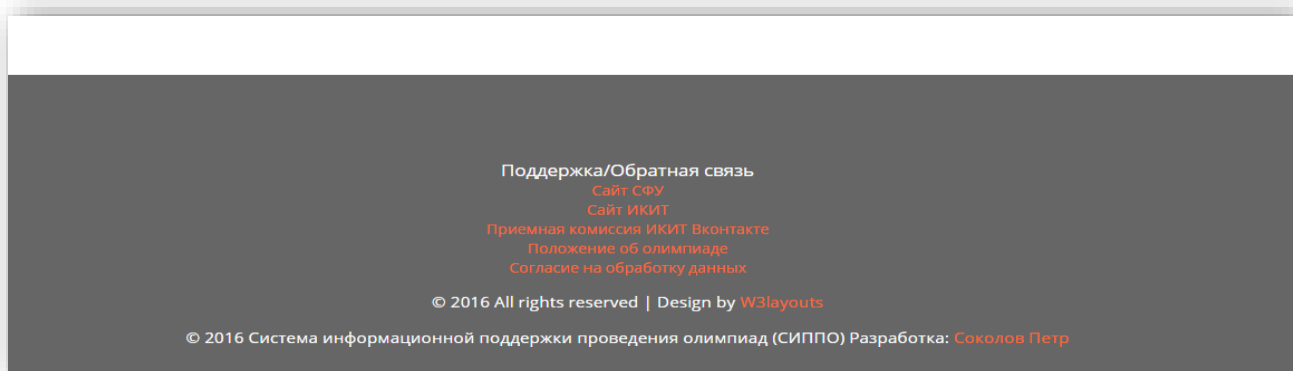 Поддержка/Обратная связь
Сайт СФУ
Сайт ИКИТ
Приемная комиссия ИКИТ Вконтакте
Положение об олимпиаде
Согласие на обработку данных
© 2016 All rights reserved | Design by W3layouts
© 2016 Система информационной поддержки проведения олимпиад (СИППО) Разработка: Соколов Петр